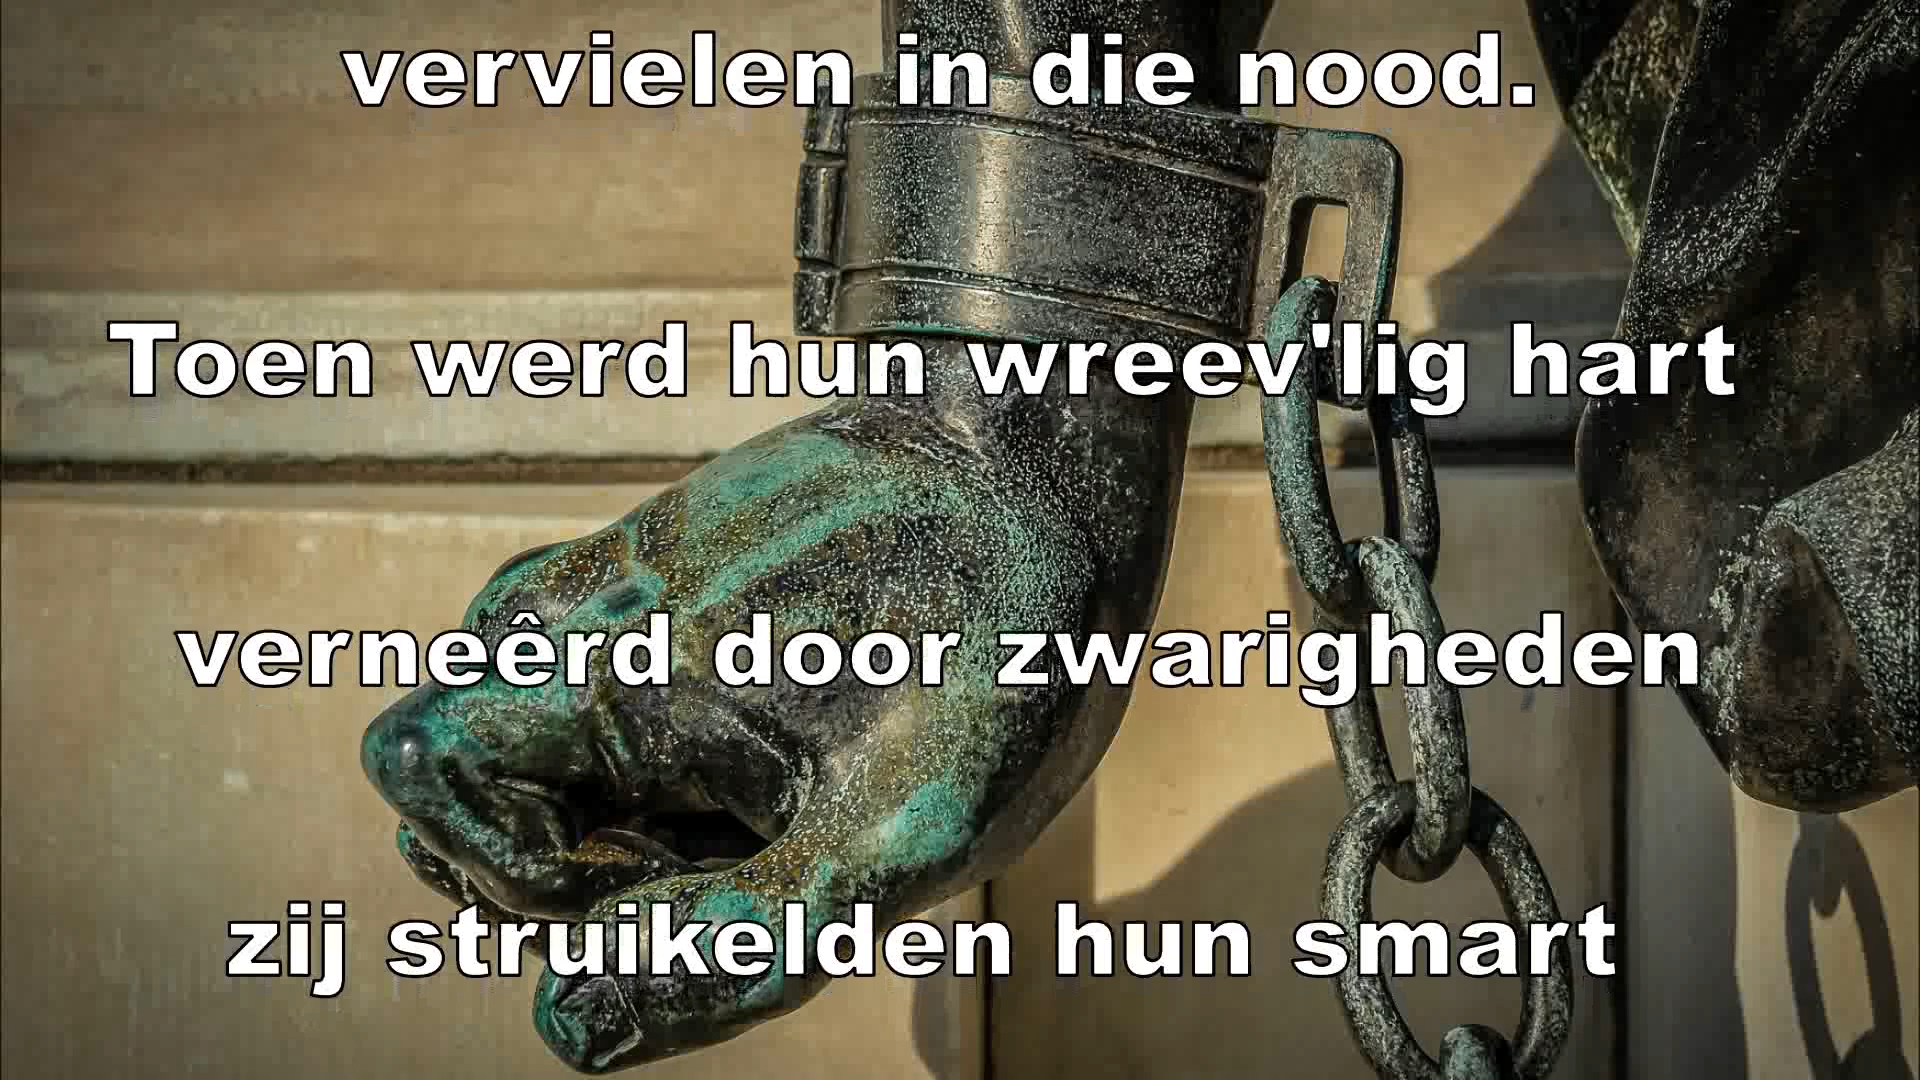 vervielen in die nood.
Toen werd hun wreev'lig hart
verneêrd door zwarigheden
zij struikelden hun smart